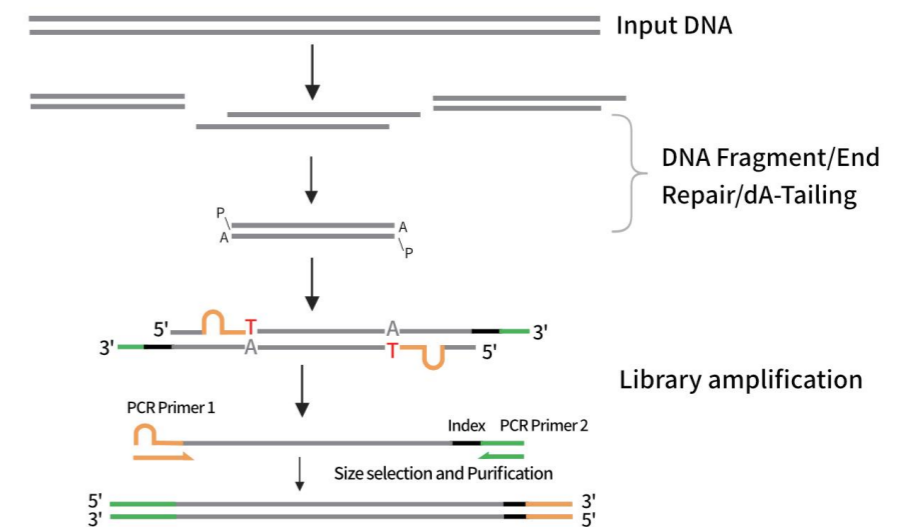 Input DNA
DNA Fragment/End
Repair/dA-Tailing
P
A
A
P
5' T A 3'
3' A T 5'
Library amplification
PCR Primer 1
Index PCR Primer 2
Size selection and Purification
5' 3'
3' 5'